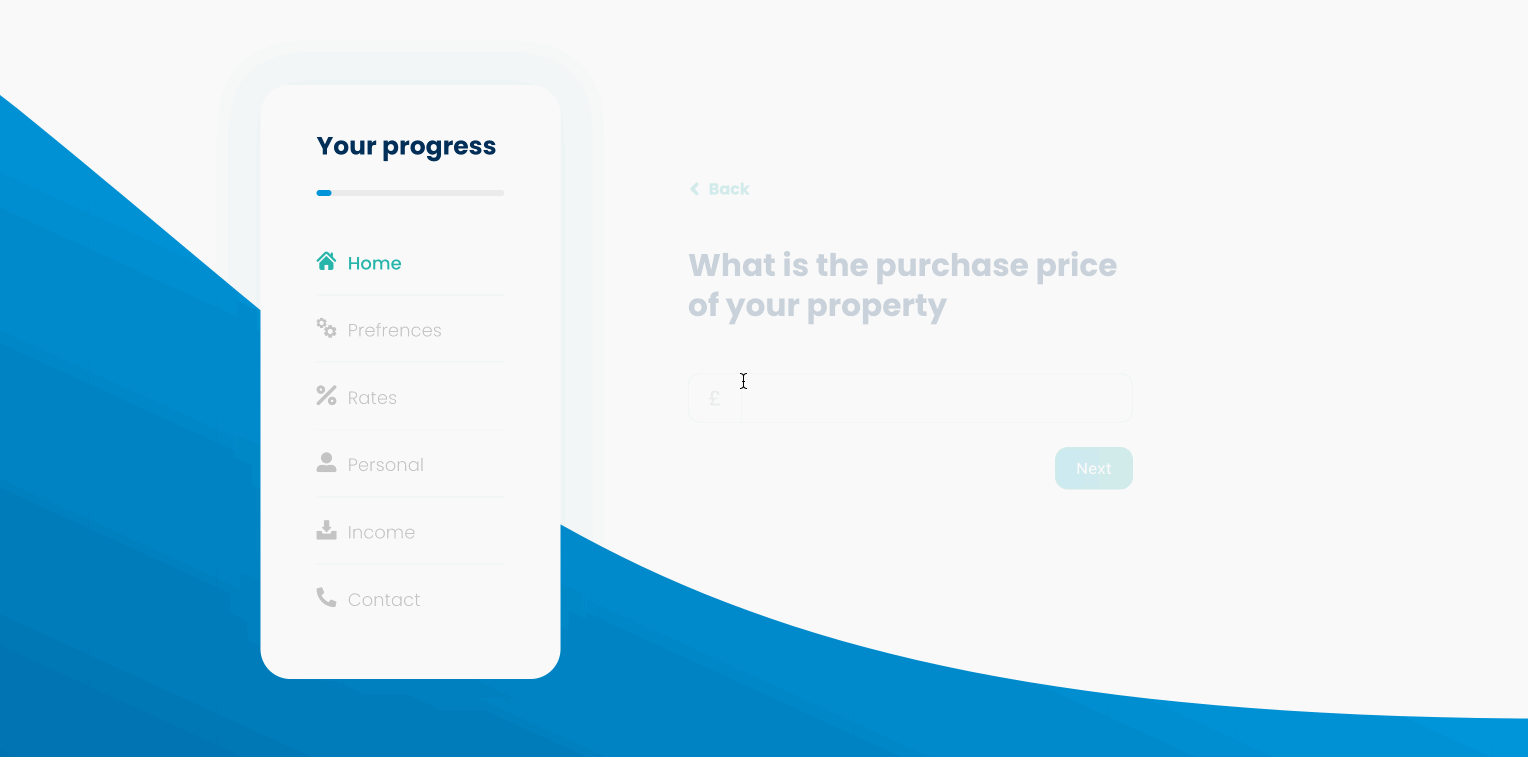 Your progress
Home
Prefrences
Rates
Personal
Income
Contact
Back
What is the purchase price
of your property
£
Next